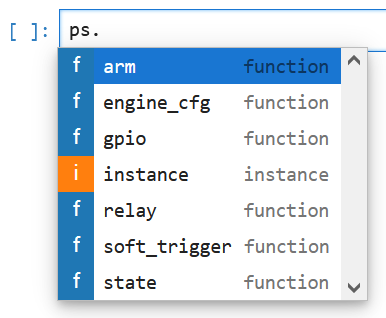 [ ]: ps.
f arm function
f engine_cfg function
f gpio function
i instance instance
f relay function
f soft_trigger function
f state function